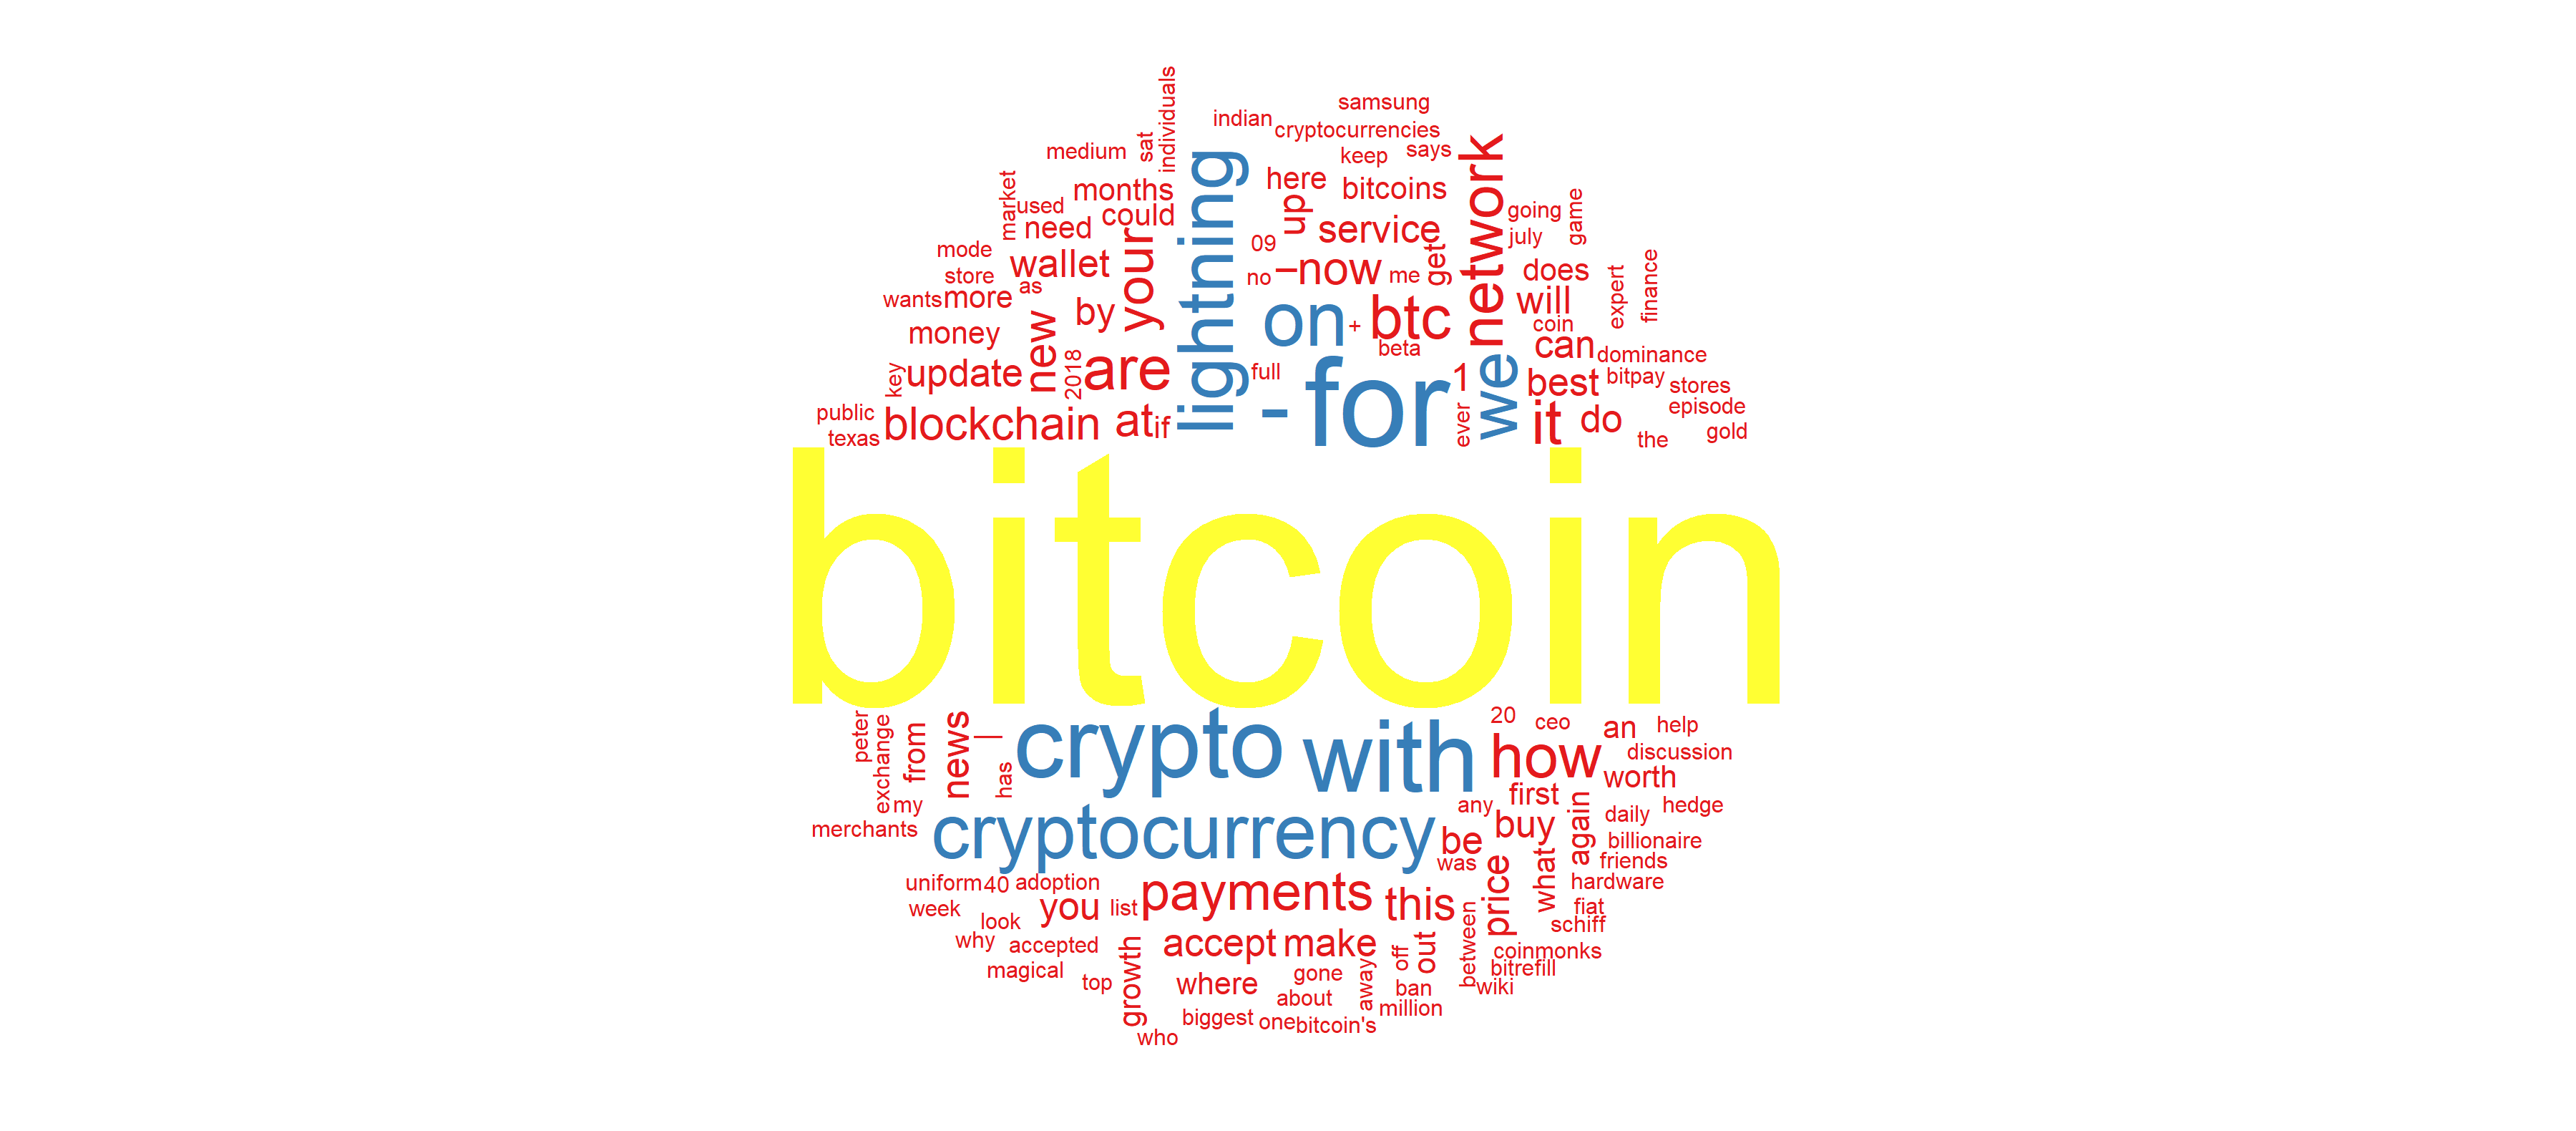 individuals
samsung
indian
cryptocurrencies
medium
sat
keep
says
lightning
network
months
here
bitcoins
market
used
could
up
going
game
need
your
service
july
09
mode
wallet
no
–now
me
get
does
store
as
expert
finance
wants
more
by
on
+
btc
will
coin
money
new
beta
can
dominance
key
update
2018
are
full
for
1
we
best
bitpay
stores
public
blockchain
at
if
-
ever
it
do
episode
texas
the
gold
bitcoin
peter
exchange
from
news
—
has
crypto
with
20
ceo
an
help
how
discussion
worth
my
any
first
again
daily
hedge
merchants
cryptocurrency
be
buy
billionaire
was
price
what
friends
uniform
40
adoption
payments
this
hardware
week
you
list
between
fiat
look
schiff
why
accepted
growth
accept
make
off
out
coinmonks
magical
top
where
gone
away
ban
bitrefill
wiki
about
million
biggest
one
bitcoin's
who